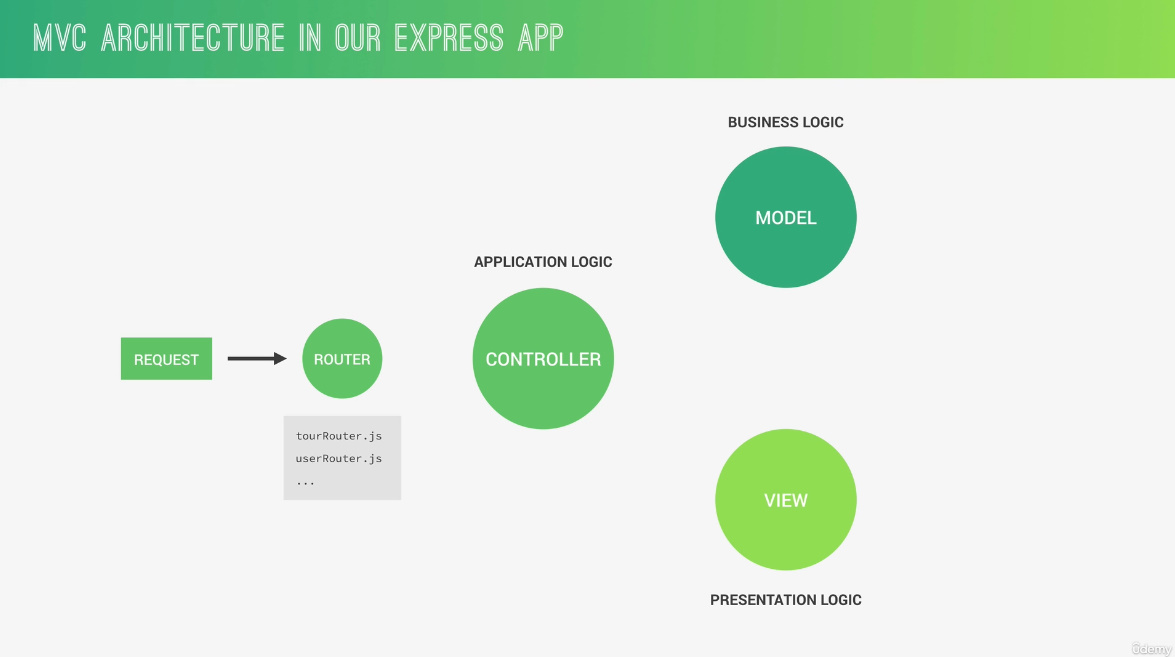 MVC ARCHITECTURE IN OUR EXPRESS APP
BUSINESS LOGIC
MODEL
APPLICATION LOGIC
REQUEST
ROUTER
CONTROLLER
tourRouter.js
userRouter.js
...
VIEW
PRESENTATION LOGIC
ûdemy